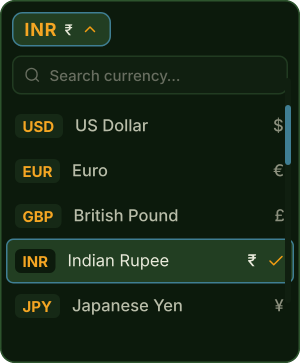 INR ₹
Search currency...
USD US Dollar $
EUR Euro €
GBP British Pound £
INR Indian Rupee ₹
JPY Japanese Yen ¥